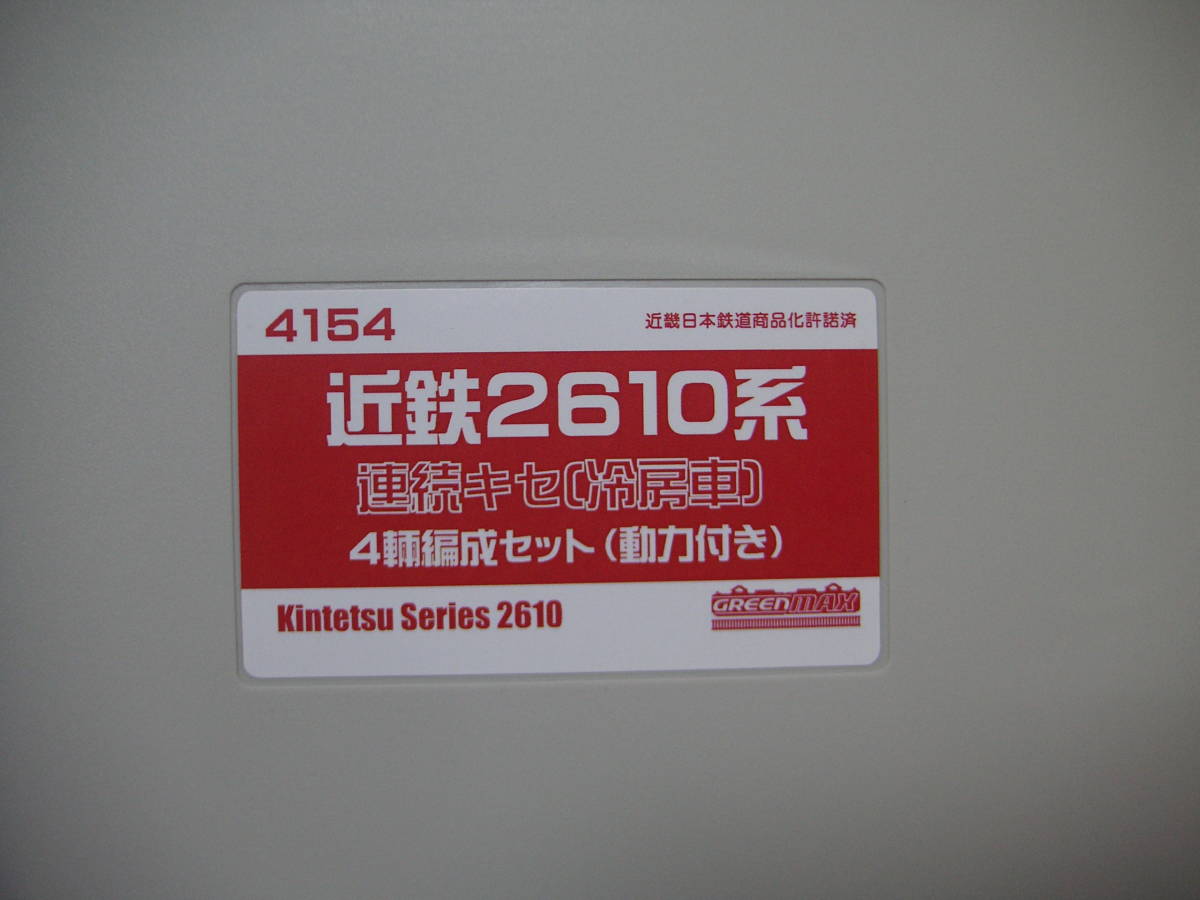 4154
近畿日本鉄道商品化許諾済
近鉄2610系
連続キセ(冷房車)
4輌編成セット(動力付き)
Kintetsu Series 2610
GREENMAX